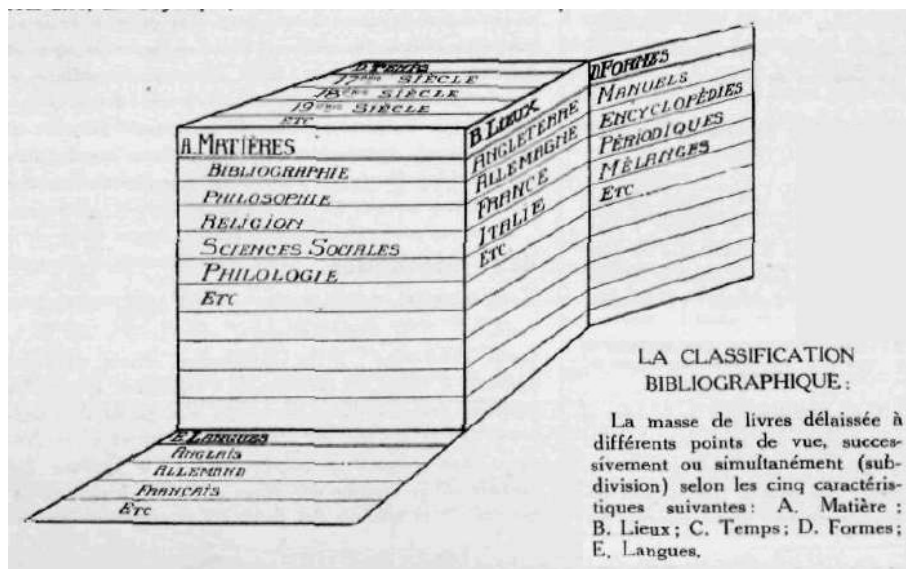 TEMPS
17ème SIÈCLE
18ème SIÈCLE
19ème SIÈCLE
ETC
A. MATIÈRES
BIBLIOGRAPHIE
PHILOSOPHIE
RELIGION
SCIENCES SOCIALES
PHILOLOGIE
ETC
B. LIEUX
ANGLETERRE
ALLEMAGNE
FRANCE
ITALIE
ETC.
D FORMES
MANUELS
ENCYCLOPÉDIES
PÉRIODIQUES
MÉLANGES
ETC
E LANGUES
ANGLAIS
ALLEMAND
FRANÇAIS
ETC
LA CLASSIFICATION
BIBLIOGRAPHIQUE :
La masse de livres délaissée à
différents points de vue, succes-
sivement ou simultanément (sub-
division) selon les cinq caractéris-
tiques suivantes : A. Matière ;
B. Lieux ; C. Temps ; D. Formes ;
E. Langues.